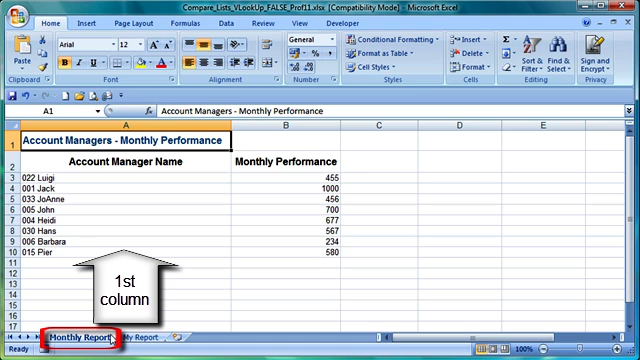 Compare_Lists_VLookUp_FALSE_Prof11.xlsx [Compatibility Mode] - Microsoft Excel
Home Insert Page Layout Formulas Data Review View Developer
Paste
Arial 12
General
Conditional Formatting
Format as Table
Cell Styles
Insert
Delete
Format
Sort & Filter
Find & Select
Sign and Encrypt
Clipboard Font Alignment Number Styles Cells Editing Privacy
A1 fx Account Managers - Monthly Performance
A B C D E
1 Account Managers - Monthly Performance
2 Account Manager Name Monthly Performance
3 022 Luigi 455
4 001 Jack 1000
5 033 JoAnne 456
6 005 John 700
7 004 Heidi 677
8 030 Hans 567
9 006 Barbara 234
10 015 Pier 580
11
12
13
14
15
16
17
1st
column
Monthly Report My Report
Ready 100%